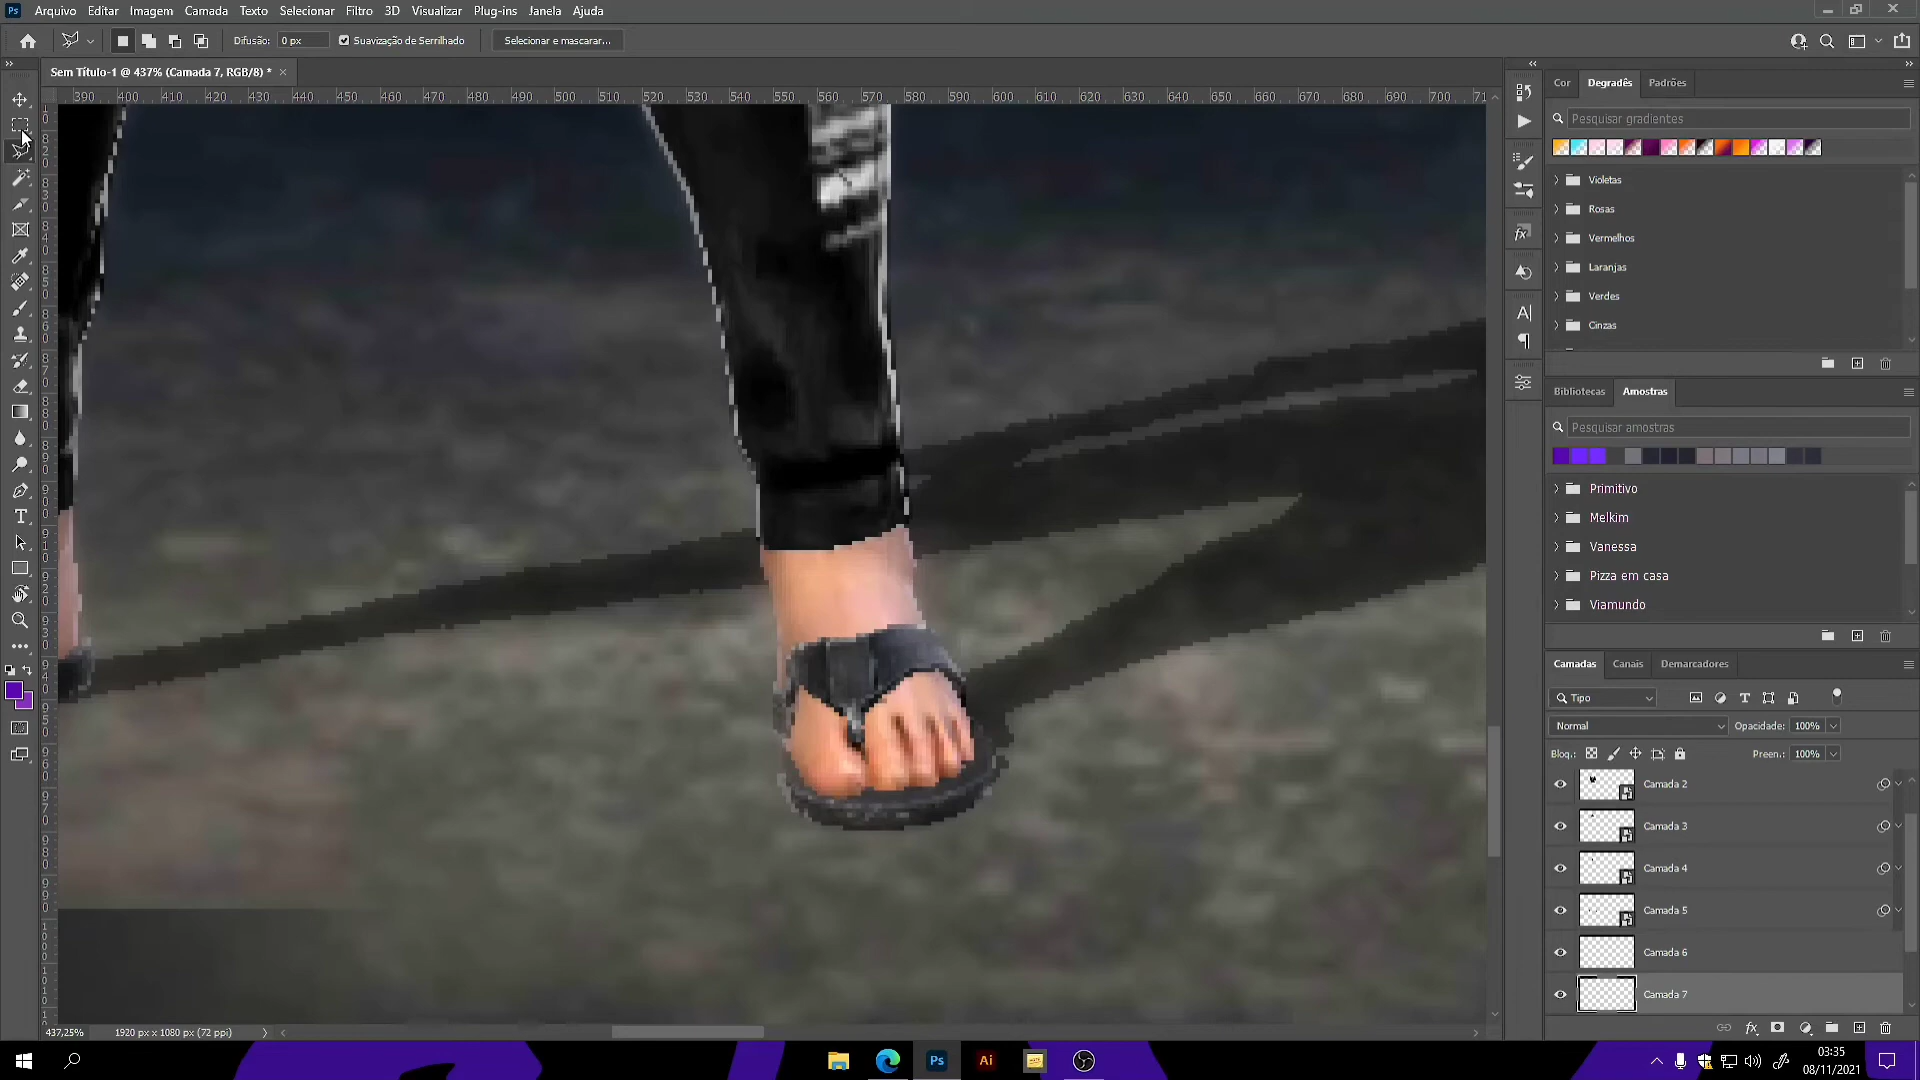 Ps Arquivo Editar Imagem Camada Texto Selecionar Filtro 3D Visualizar Plug-ins Janela Ajuda
Difusão: 0 px Suavização de Serrilhado Selecionar e mascarar...
Sem Título-1 @ 437% (Camada 7, RGB/8) *
390 400 410 420 430 440 450 460 470 480 490 500 510 520 530 540 550 560 570 580 590 600 610 620 630 640 650 660 670 680 690 700 71
Cor Degradês Padrões
Pesquisar gradientes
Violetas
Rosas
Vermelhos
Laranjas
Verdes
Cinzas
Bibliotecas Amostras
Pesquisar amostras
Primitivo
Melkim
Vanessa
Pizza em casa
Viamundo
Camadas Canais Demarcadores
Tipo
Normal Opacidade: 100%
Bloq.: Preen.: 100%
Camada 2
Camada 3
Camada 4
Camada 5
Camada 6
Camada 7
437,25% 1920 px x 1080 px (72 ppi)
Ps Ai
03:35
08/11/2021